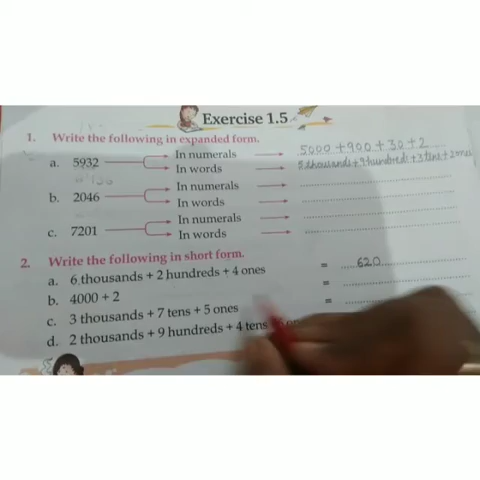 Exercise 1.5
1. Write the following in expanded form.
a. 5932 In numerals 5000 + 900 + 30 + 2
In words 5 thousands + 9 hundreds + 3 tens + 2 ones
b. 2046 In numerals
In words
c. 7201 In numerals
In words
2. Write the following in short form.
a. 6 thousands + 2 hundreds + 4 ones = 620
b. 4000 + 2 =
c. 3 thousands + 7 tens + 5 ones =
d. 2 thousands + 9 hundreds + 4 tens